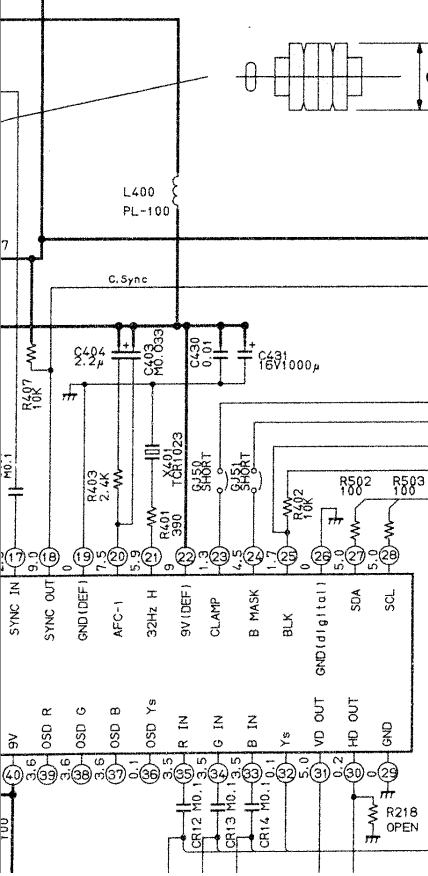 L400
PL-100
7
C.Sync
C404
2.2μ
C403
M0.033
C430
0.01
C431
16V1000μ
R407
10K
M0.1
R403
2.4K
X401
TCR1023
R401
390
GJ50
SHORT
GJ51
SHORT
R402
10K
R502
100
R503
100
17
9.0
18
0
19
7.5
20
5.9
21
9
22
1.3
23
4.5
24
1.7
25
0
26
5.0
27
5.0
28
SYNC IN
SYNC OUT
GND(DEF)
AFC-1
32Hz H
9V(DEF)
CLAMP
B MASK
BLK
GND(digital)
SDA
SCL
9V
OSD R
OSD G
OSD B
OSD Ys
R IN
G IN
B IN
Ys
VD OUT
HD OUT
GND
40
3.6
39
3.6
38
3.6
37
0.1
36
3.5
35
3.5
34
3.5
33
0.1
32
5.0
31
0.2
30
0
29
CR12 M0.1
CR13 M0.1
CR14 M0.1
R218
OPEN